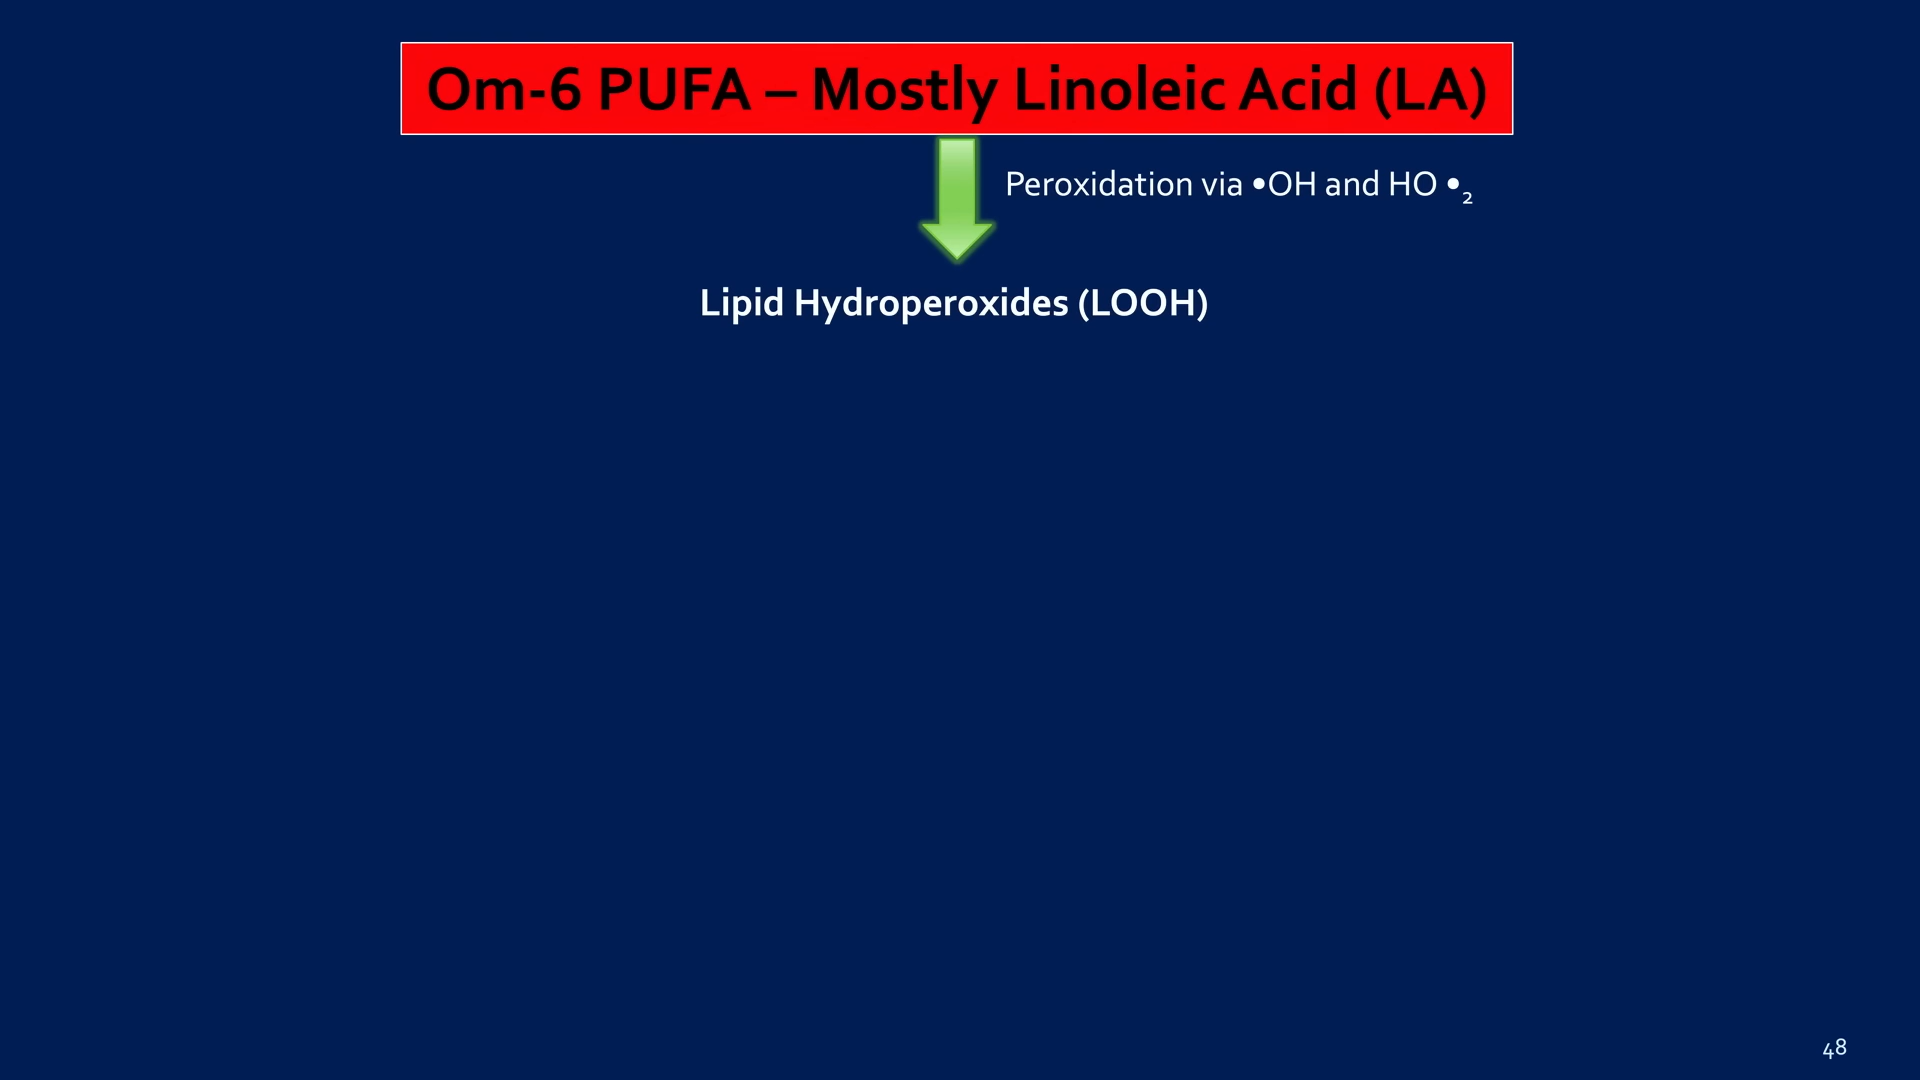 Om-6 PUFA – Mostly Linoleic Acid (LA)
Peroxidation via •OH and HO •₂
Lipid Hydroperoxides (LOOH)
48